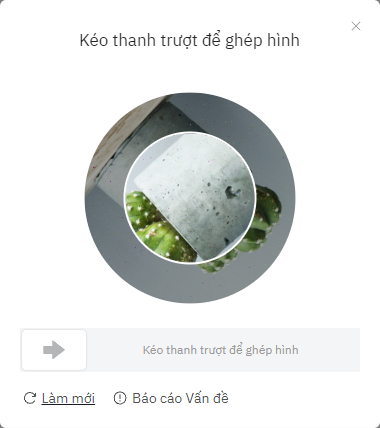 Kéo thanh trượt để ghép hình
Kéo thanh trượt để ghép hình
Làm mới
Báo cáo Vấn đề